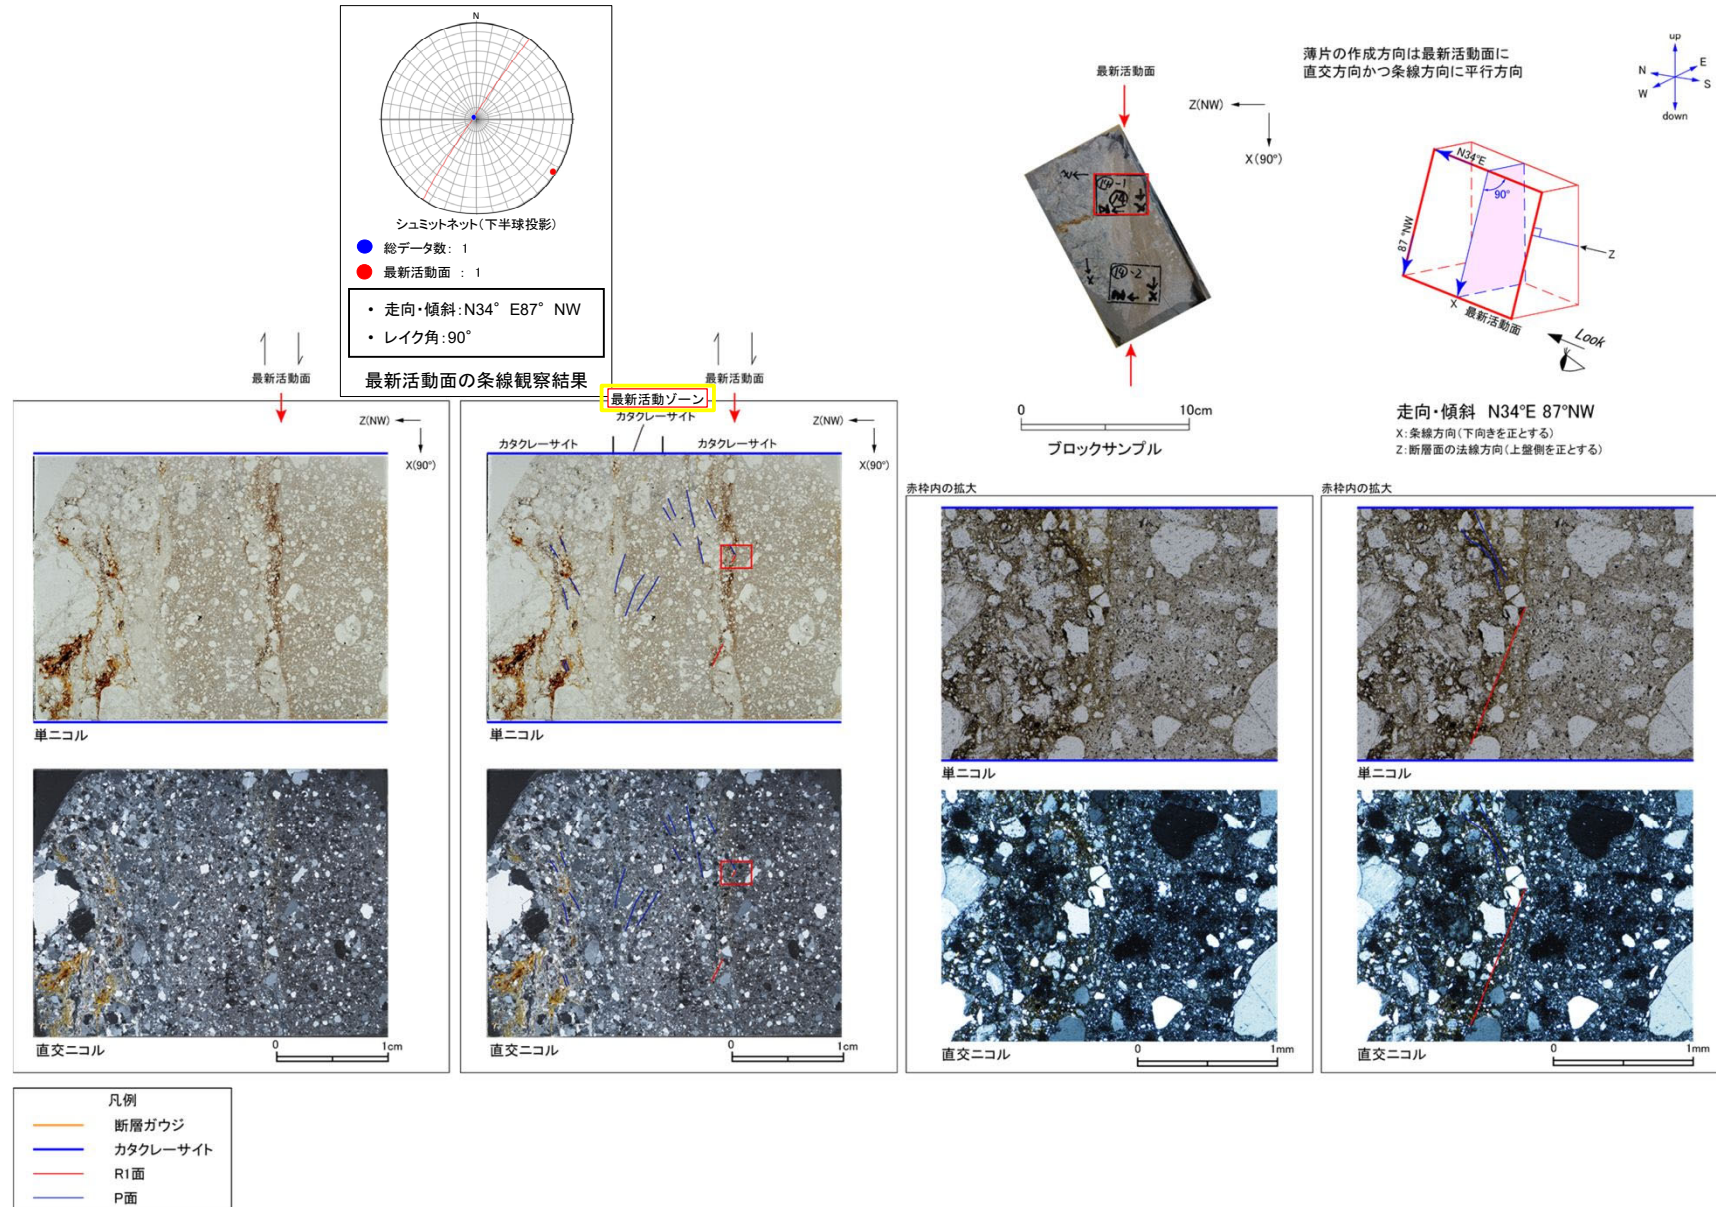 N
シュミットネット(下半球投影)
総データ数: 1
最新活動面 : 1
・ 走向・傾斜:N34° E87° NW
・ レイク角:90°
最新活動面の条線観察結果
最新活動面
Z(NW)
X(90°)
単ニコル
直交ニコル
0 1cm
最新活動面
最新活動ゾーン
カタクレーサイト
カタクレーサイト
カタクレーサイト
Z(NW)
X(90°)
単ニコル
直交ニコル
0 1cm
最新活動面
Z(NW)
X(90°)
0 10cm
ブロックサンプル
薄片の作成方向は最新活動面に
直交方向かつ条線方向に平行方向
up
N E
W S
down
N34°E
90°
87°NW
Z
X
最新活動面
Look
走向・傾斜 N34°E 87°NW
X:条線方向(下向きを正とする)
Z:断層面の法線方向(上盤側を正とする)
赤枠内の拡大
単ニコル
直交ニコル
0 1mm
赤枠内の拡大
単ニコル
直交ニコル
0 1mm
凡例
断層ガウジ
カタクレーサイト
R1面
P面